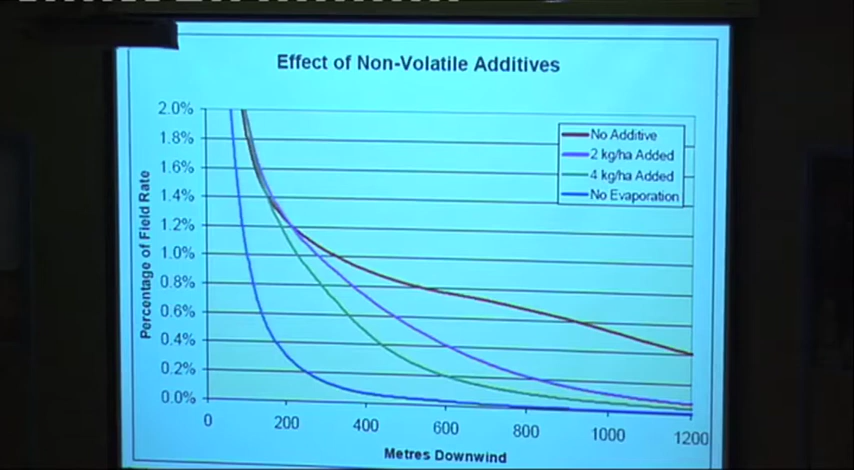 Effect of Non-Volatile Additives
2.0%
1.8%
1.6%
1.4%
1.2%
1.0%
0.8%
0.6%
0.4%
0.2%
0.0%
Percentage of Field Rate
No Additive
2 kg/ha Added
4 kg/ha Added
No Evaporation
0 200 400 600 800 1000 1200
Metres Downwind